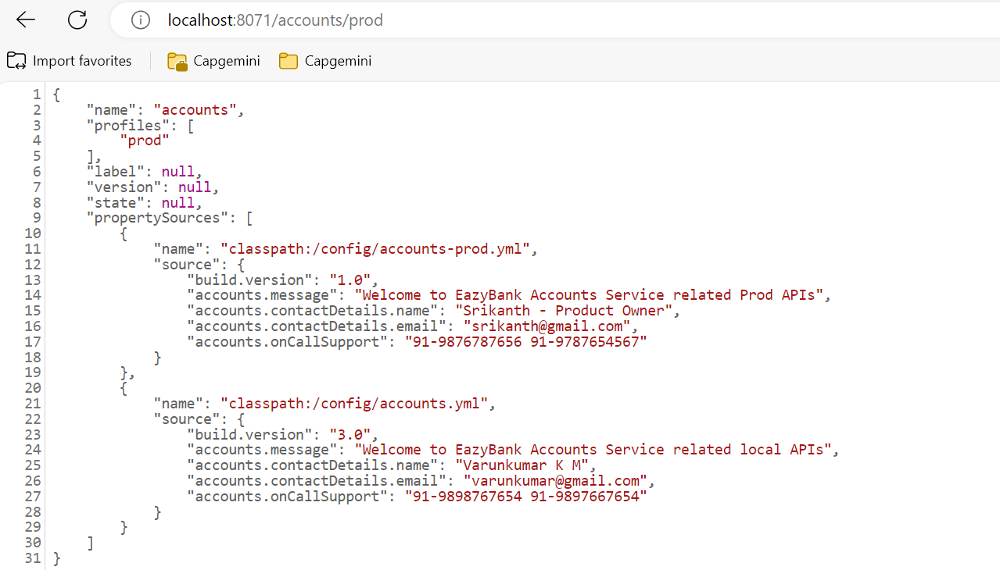 localhost:8071/accounts/prod
Import favorites Capgemini Capgemini
1 {
2 "name": "accounts",
3 "profiles": [
4 "prod"
5 ],
6 "label": null,
7 "version": null,
8 "state": null,
9 "propertySources": [
10 {
11 "name": "classpath:/config/accounts-prod.yml",
12 "source": {
13 "build.version": "1.0",
14 "accounts.message": "Welcome to EazyBank Accounts Service related Prod APIs",
15 "accounts.contactDetails.name": "Srikanth - Product Owner",
16 "accounts.contactDetails.email": "srikanth@gmail.com",
17 "accounts.onCallSupport": "91-9876787656 91-9787654567"
18 }
19 },
20 {
21 "name": "classpath:/config/accounts.yml",
22 "source": {
23 "build.version": "3.0",
24 "accounts.message": "Welcome to EazyBank Accounts Service related local APIs",
25 "accounts.contactDetails.name": "Varunkumar K M",
26 "accounts.contactDetails.email": "varunkumar@gmail.com",
27 "accounts.onCallSupport": "91-9898767654 91-9897667654"
28 }
29 }
30 ]
31 }